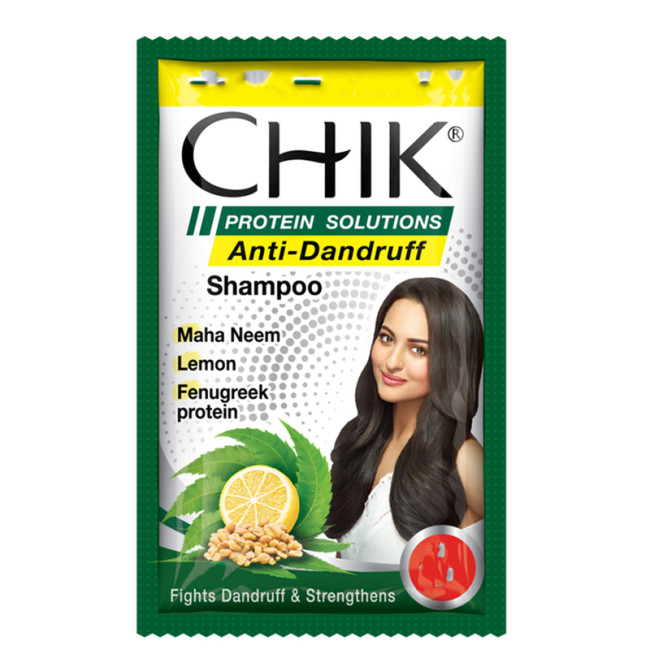 CHIK®
PROTEIN SOLUTIONS
Anti-Dandruff
Shampoo
Maha Neem
Lemon
Fenugreek
protein
Fights Dandruff & Strengthens